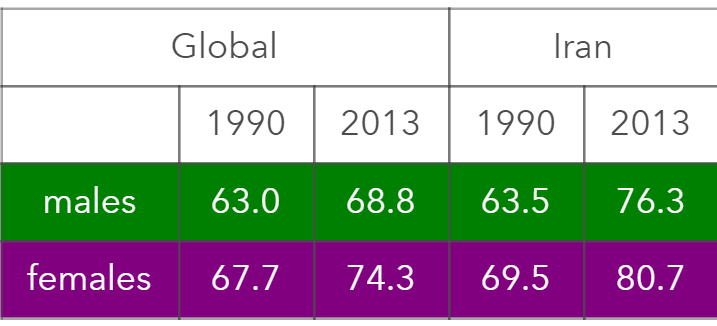 Global Iran
1990 2013 1990 2013
males 63.0 68.8 63.5 76.3
females 67.7 74.3 69.5 80.7